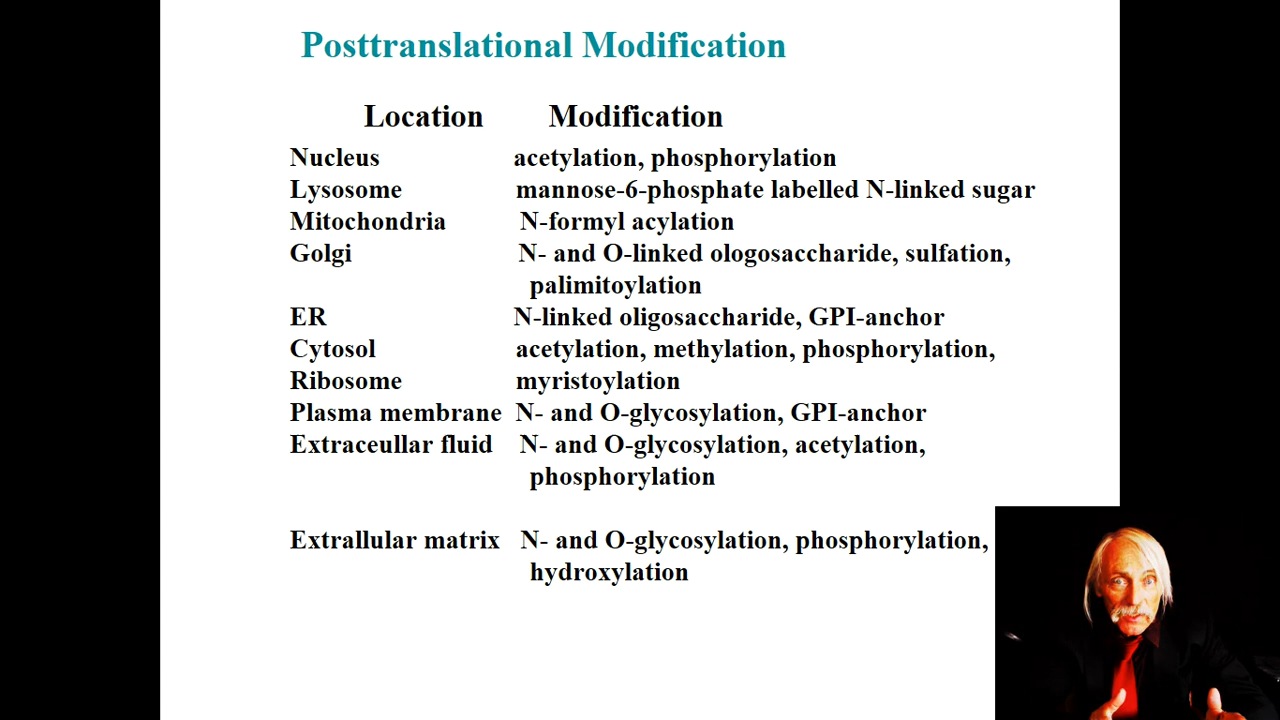 Posttranslational Modification
Location Modification
Nucleus acetylation, phosphorylation
Lysosome mannose-6-phosphate labelled N-linked sugar
Mitochondria N-formyl acylation
Golgi N- and O-linked ologosaccharide, sulfation,
palimitoylation
ER N-linked oligosaccharide, GPI-anchor
Cytosol acetylation, methylation, phosphorylation,
Ribosome myristoylation
Plasma membrane N- and O-glycosylation, GPI-anchor
Extraceullar fluid N- and O-glycosylation, acetylation,
phosphorylation
Extrallular matrix N- and O-glycosylation, phosphorylation,
hydroxylation